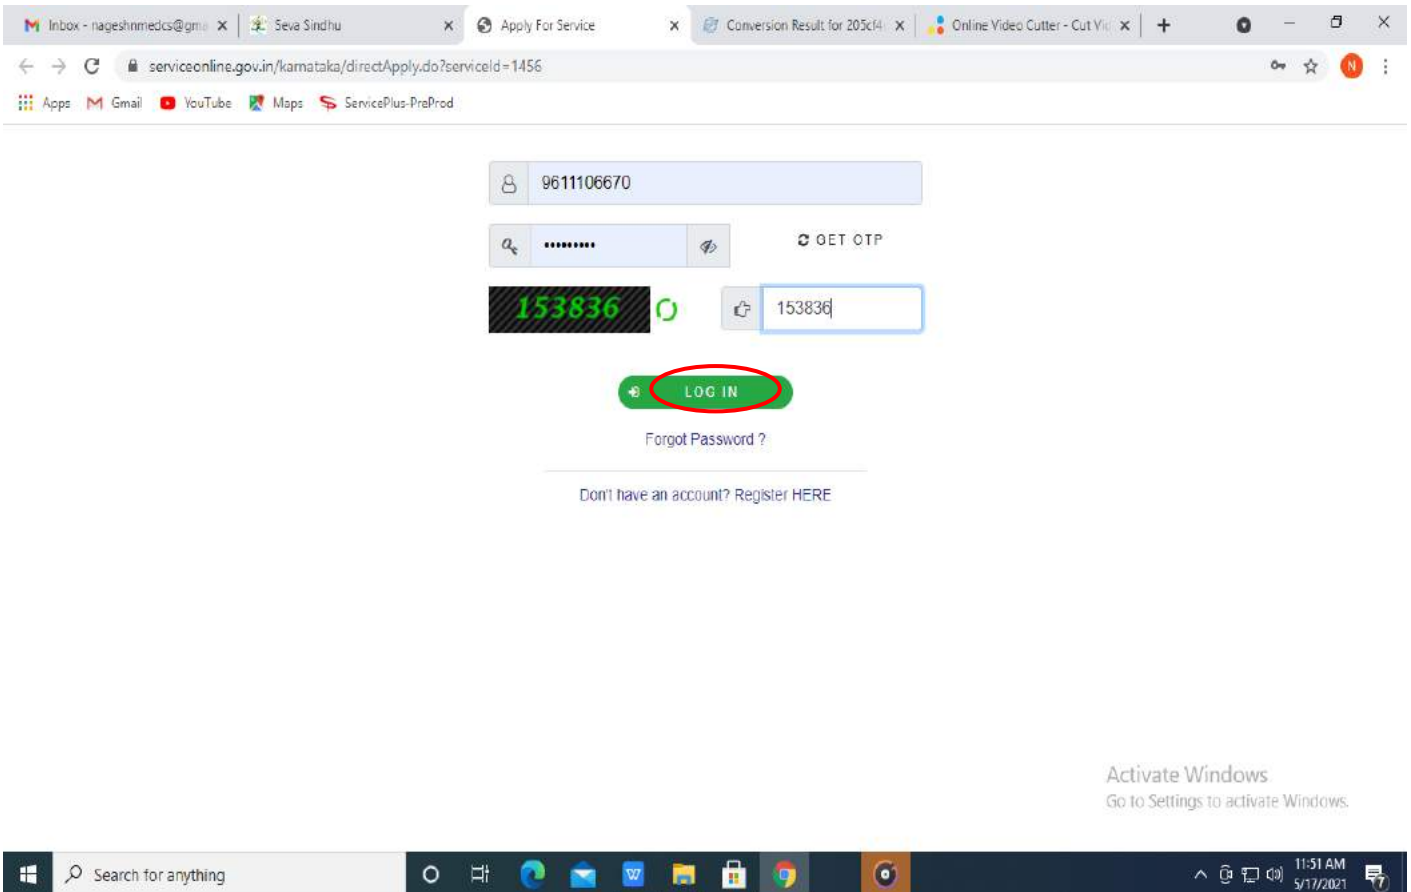 Inbox - nageshnmedcs@gma
Seva Sindhu
Apply For Service
Conversion Result for 205cf4
Online Video Cutter - Cut Vid
serviceonline.gov.in/karnataka/directApply.do?serviceId=1456
N
Apps
Gmail
YouTube
Maps
ServicePlus-PreProd
9611106670
GET OTP
153836
153836
LOG IN
Forgot Password ?
Don't have an account? Register HERE
Activate Windows
Go to Settings to activate Windows.
Search for anything
W
11:51 AM
5/17/2021
7